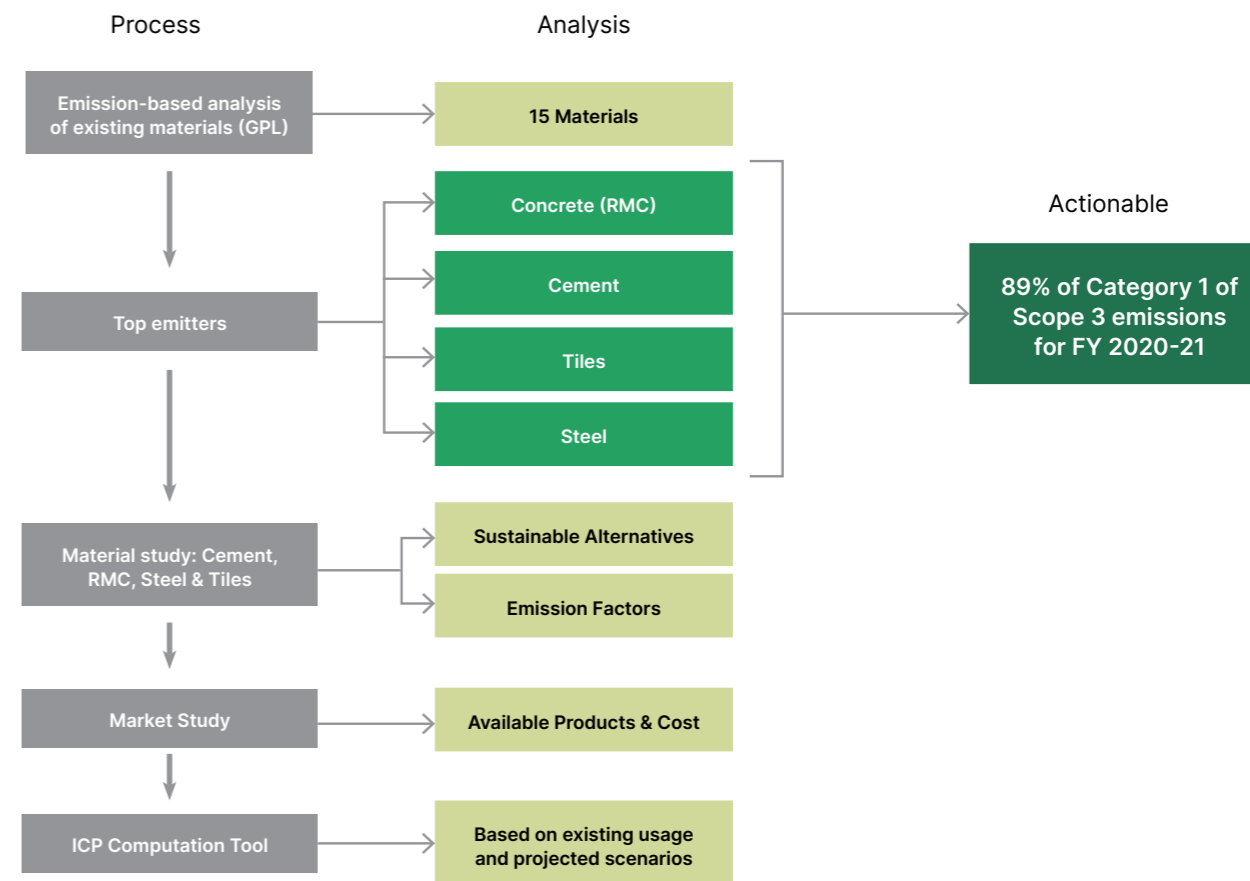 Process
Analysis
Emission-based analysis
of existing materials (GPL)
15 Materials
Concrete (RMC)
Actionable
Cement
89% of Category 1 of
Scope 3 emissions
for FY 2020-21
Top emitters
Tiles
Steel
Material study: Cement,
RMC, Steel & Tiles
Sustainable Alternatives
Emission Factors
Market Study
Available Products & Cost
ICP Computation Tool
Based on existing usage
and projected scenarios